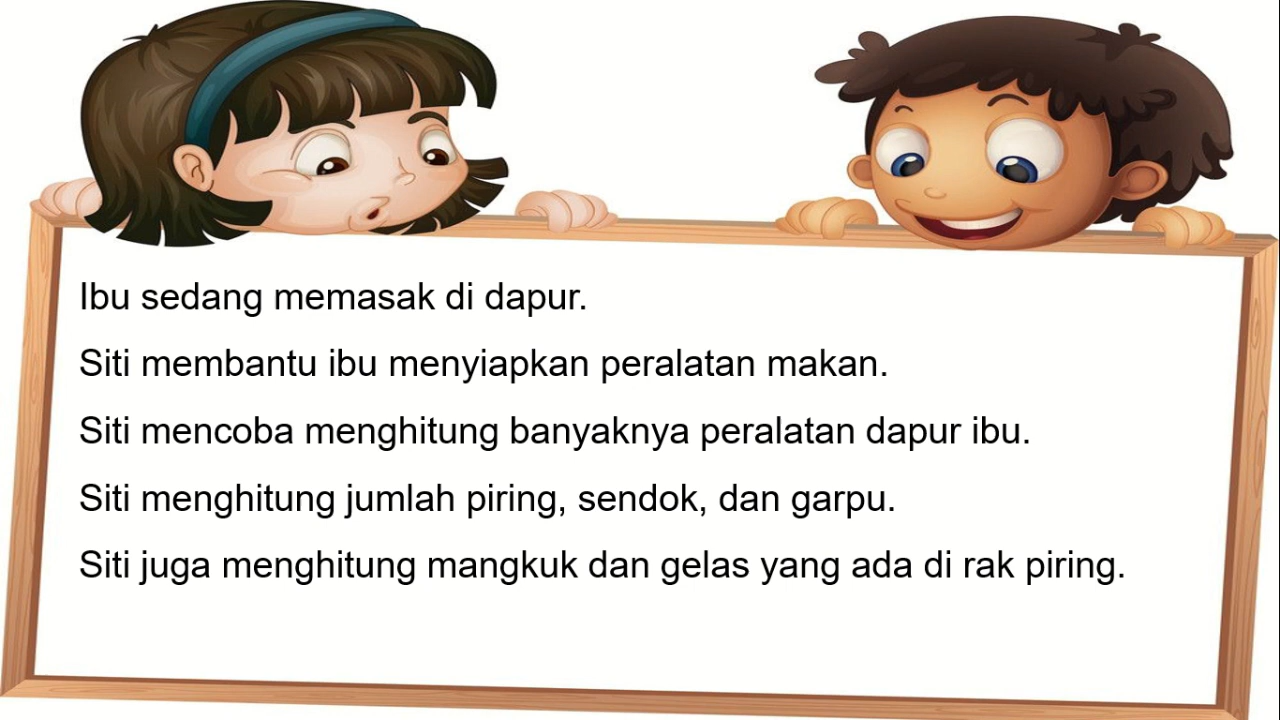 Ibu sedang memasak di dapur.
Siti membantu ibu menyiapkan peralatan makan.
Siti mencoba menghitung banyaknya peralatan dapur ibu.
Siti menghitung jumlah piring, sendok, dan garpu.
Siti juga menghitung mangkuk dan gelas yang ada di rak piring.